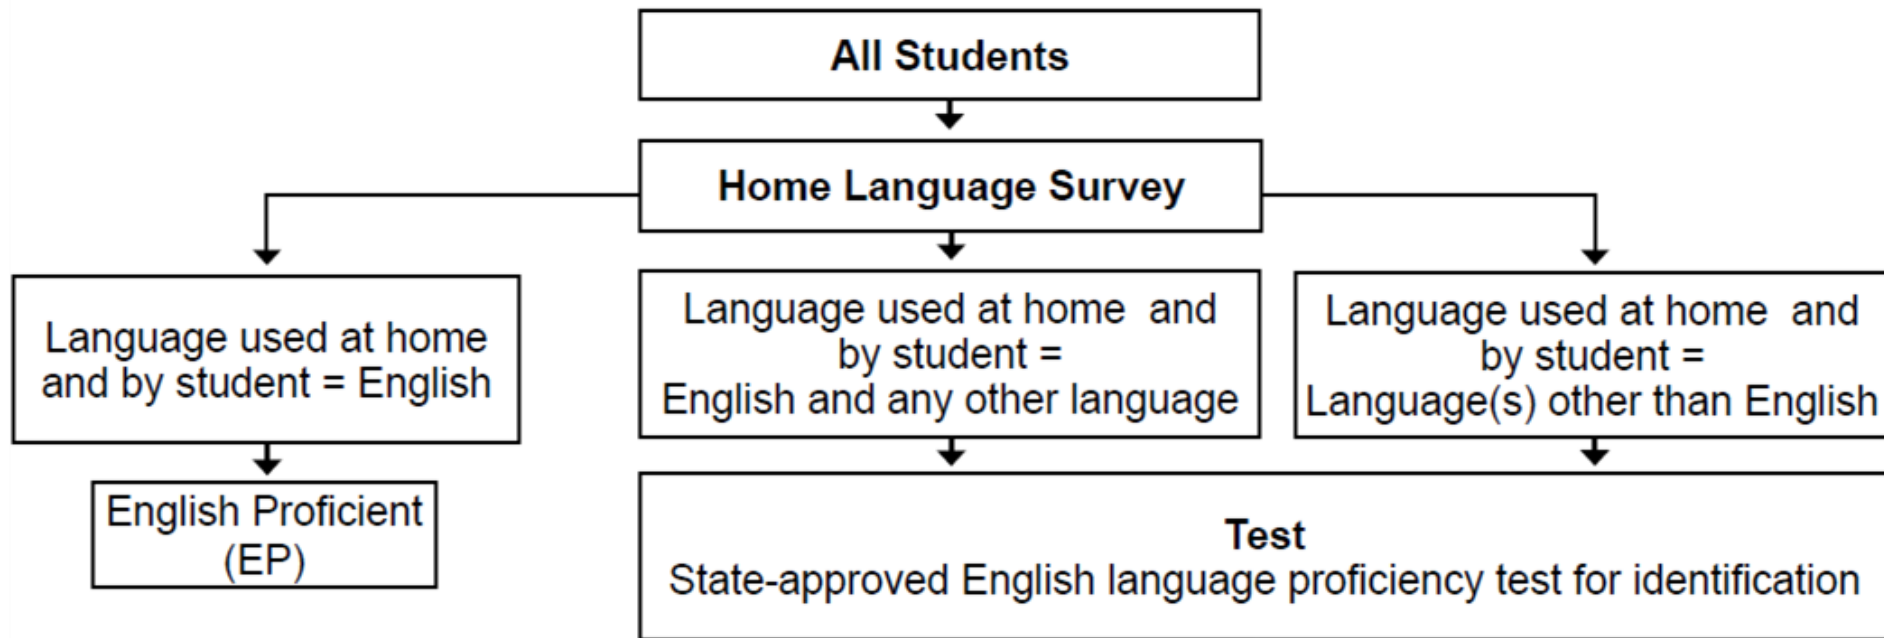 All Students
Home Language Survey
Language used at home
and by student = English
Language used at home and
by student =
English and any other language
Language used at home and
by student =
Language(s) other than English
English Proficient
(EP)
Test
State-approved English language proficiency test for identification